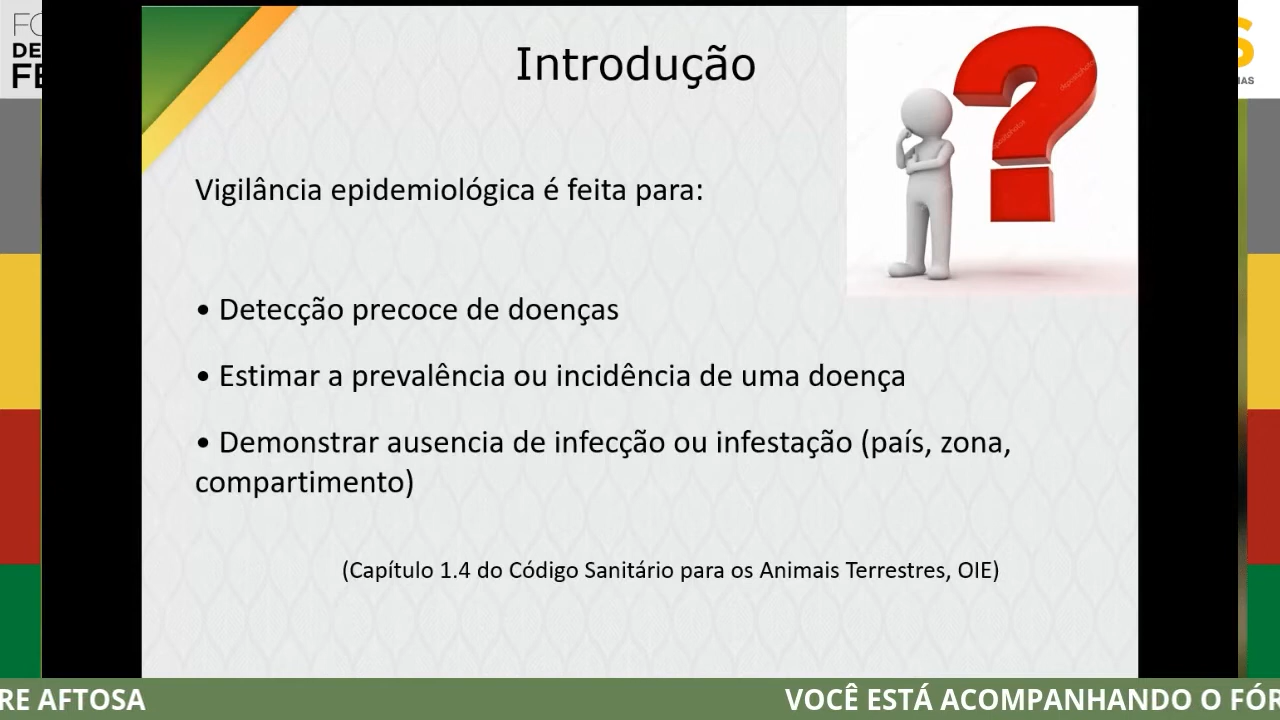 Introdução
Vigilância epidemiológica é feita para:
• Detecção precoce de doenças
• Estimar a prevalência ou incidência de uma doença
• Demonstrar ausencia de infecção ou infestação (país, zona,
compartimento)
(Capítulo 1.4 do Código Sanitário para os Animais Terrestres, OIE)
RE AFTOSA
VOCÊ ESTÁ ACOMPANHANDO O FÓR